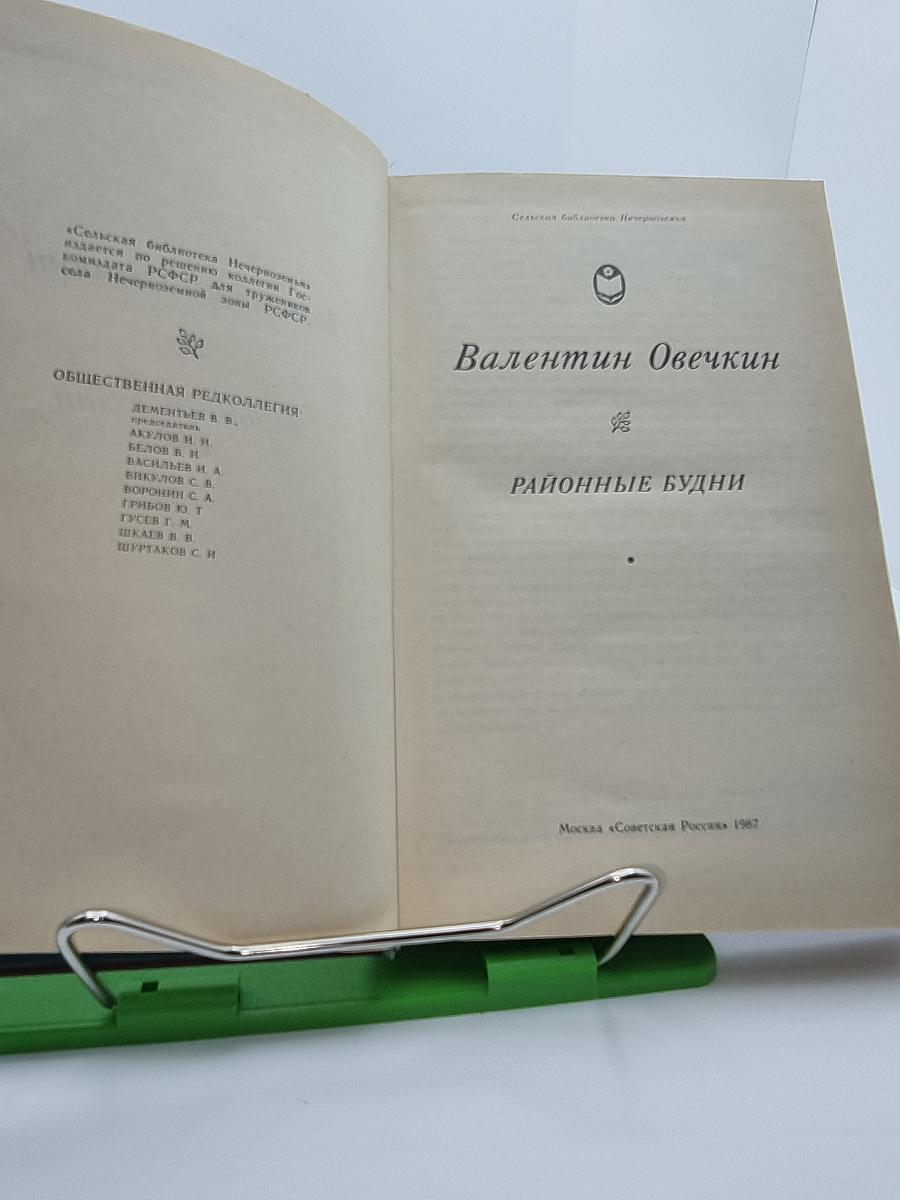 «Сельская библиотека Нечерноземья»
издается по решению коллегии Гос-
комиздата РСФСР для тружеников
села Нечерноземной зоны РСФСР.
ОБЩЕСТВЕННАЯ РЕДКОЛЛЕГИЯ:
ДЕМЕНТЬЕВ В. В.,
председатель
АКУЛОВ И. И.
БЕЛОВ В. И.
ВАСИЛЬЕВ И. А.
ВИКУЛОВ С. В.
ВОРОНИН С. А.
ГРИБОВ Ю. Т
ГУСЕВ Г. М.
ШКАЕВ В. В.
ШУРТАКОВ С. И
Сельская библиотека Нечерноземья
Валентин Овечкин
РАЙОННЫЕ БУДНИ
Москва «Советская Россия» 1987